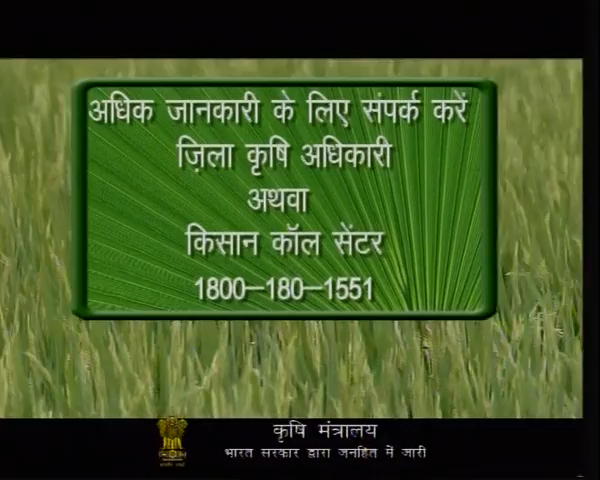 अधिक जानकारी के लिए संपर्क करें
ज़िला कृषि अधिकारी
अथवा
किसान कॉल सेंटर
1800-180-1551
कृषि मंत्रालय
भारत सरकार द्वारा जनहित में जारी